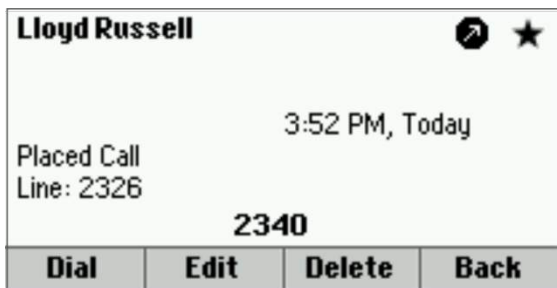 Lloyd Russell
3:52 PM, Today
Placed Call
Line: 2326
2340
Dial Edit Delete Back